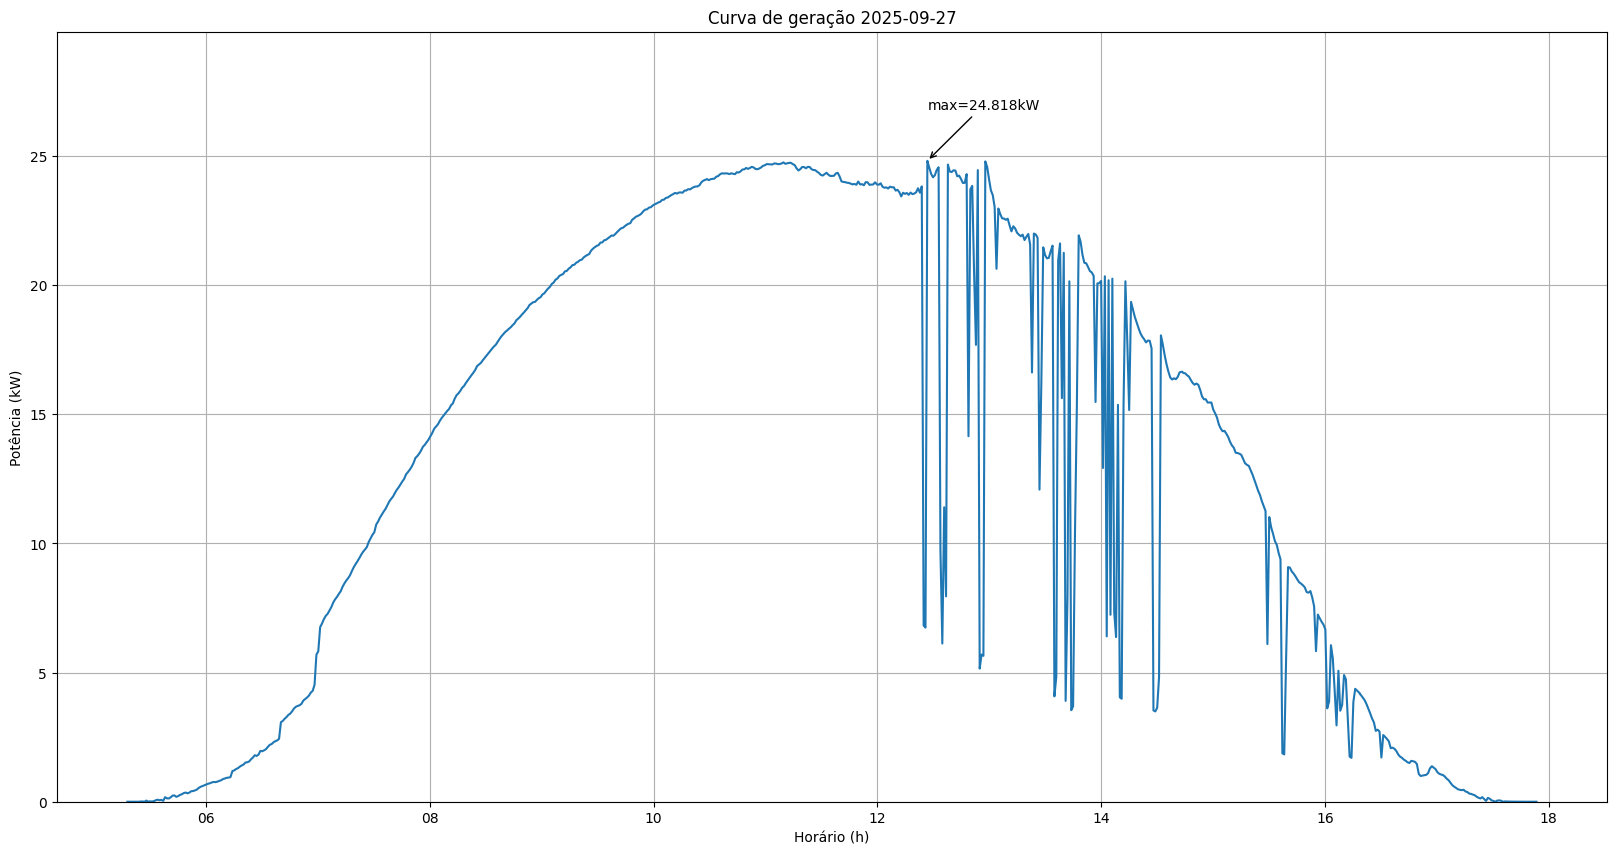 Curva de geração 2025-09-27
max=24.818kW
25
20
15
10
5
0
Potência (kW)
06 08 10 12 14 16 18
Horário (h)